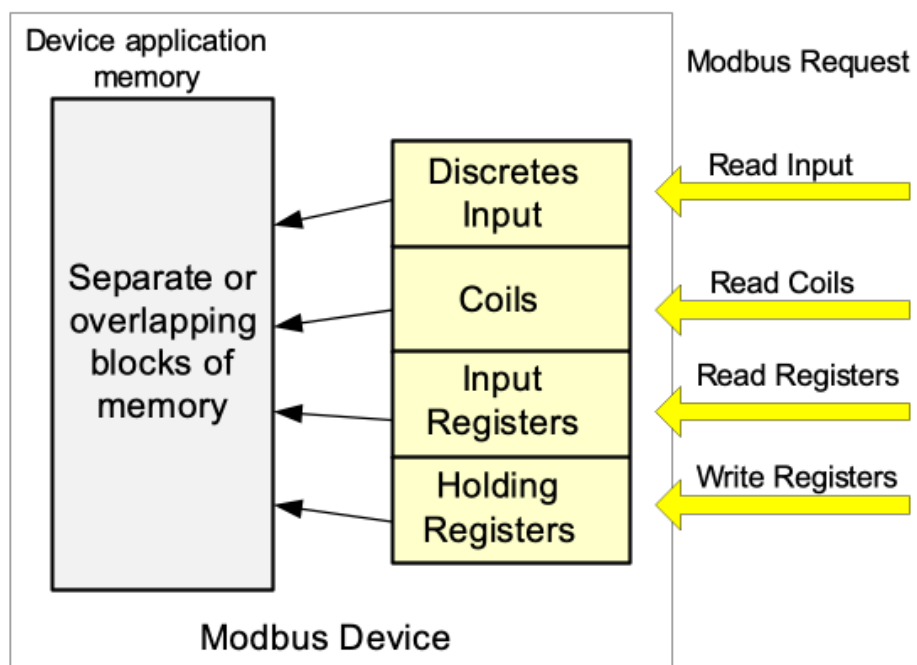 Device application
memory
Modbus Request
Separate or
overlapping
blocks of
memory
Discretes
Input
Coils
Input
Registers
Holding
Registers
Read Input
Read Coils
Read Registers
Write Registers
Modbus Device